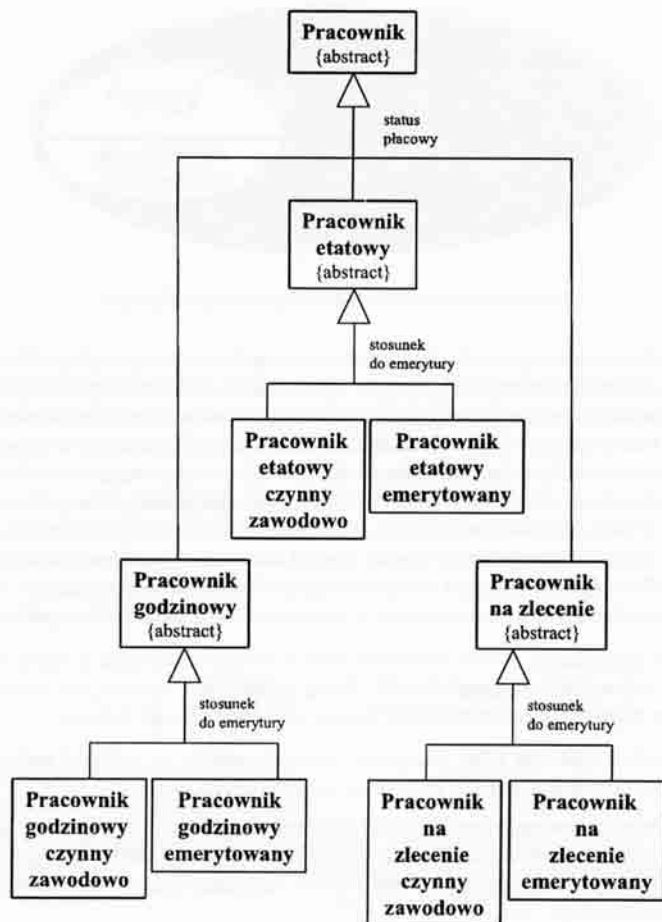 Pracownik
{abstract}
status
płacowy
Pracownik
etatowy
{abstract}
stosunek
do emerytury
Pracownik
etatowy
czynny
zawodowo
Pracownik
etatowy
emerytowany
Pracownik
godzinowy
{abstract}
Pracownik
na zlecenie
{abstract}
stosunek
do emerytury
stosunek
do emerytury
Pracownik
godzinowy
czynny
zawodowo
Pracownik
godzinowy
emerytowany
Pracownik
na
zlecenie
czynny
zawodowo
Pracownik
na
zlecenie
emerytowany